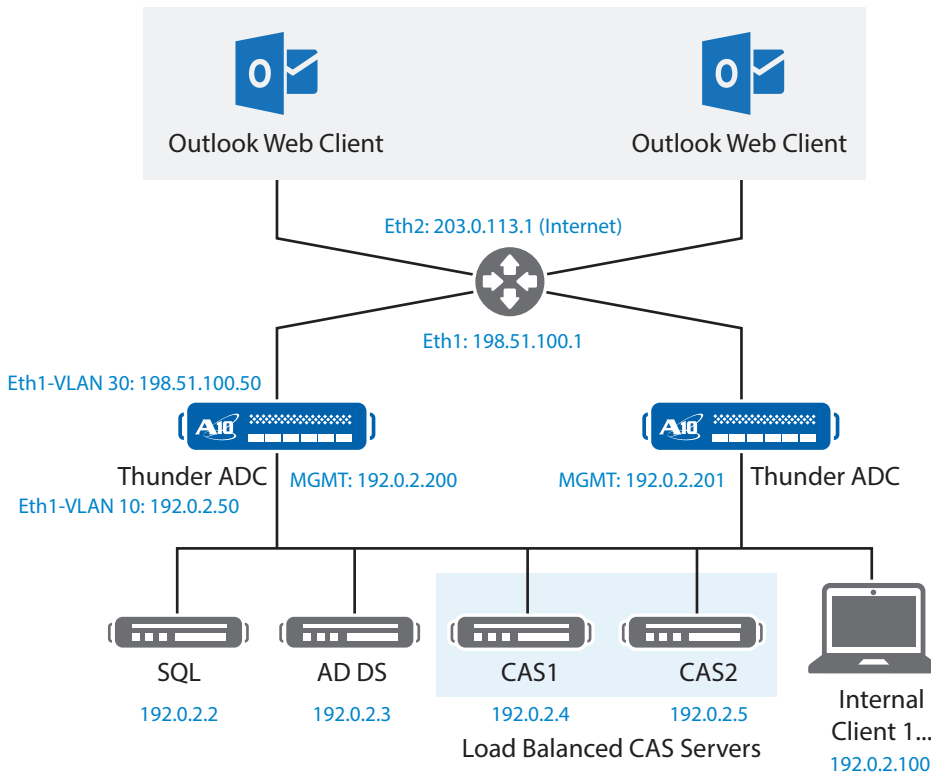 Outlook Web Client
Outlook Web Client
Eth2: 203.0.113.1 (Internet)
Eth1: 198.51.100.1
Eth1-VLAN 30: 198.51.100.50
A10
A10
Thunder ADC
MGMT: 192.0.2.200
MGMT: 192.0.2.201
Thunder ADC
Eth1-VLAN 10: 192.0.2.50
SQL
AD DS
CAS1
CAS2
192.0.2.2
192.0.2.3
192.0.2.4
192.0.2.5
Load Balanced CAS Servers
Internal
Client 1...
192.0.2.100